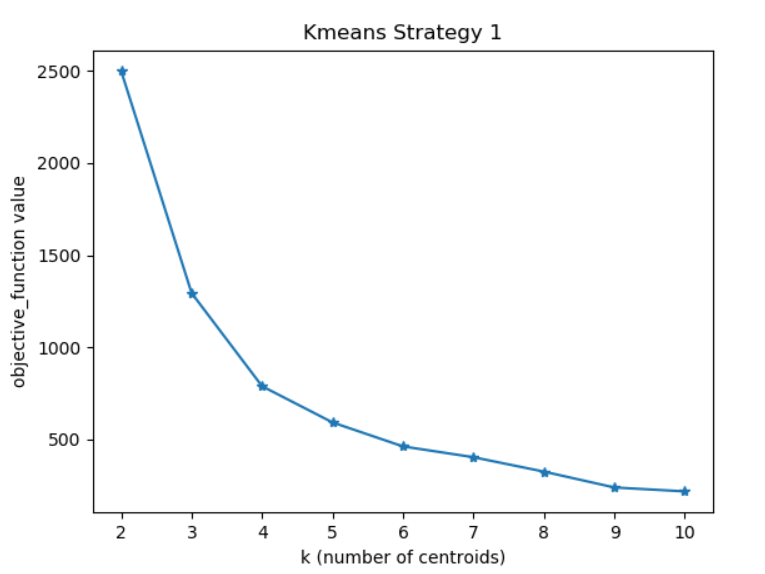 Kmeans Strategy 1
objective_function value
2500
2000
1500
1000
500
2 3 4 5 6 7 8 9 10
k (number of centroids)